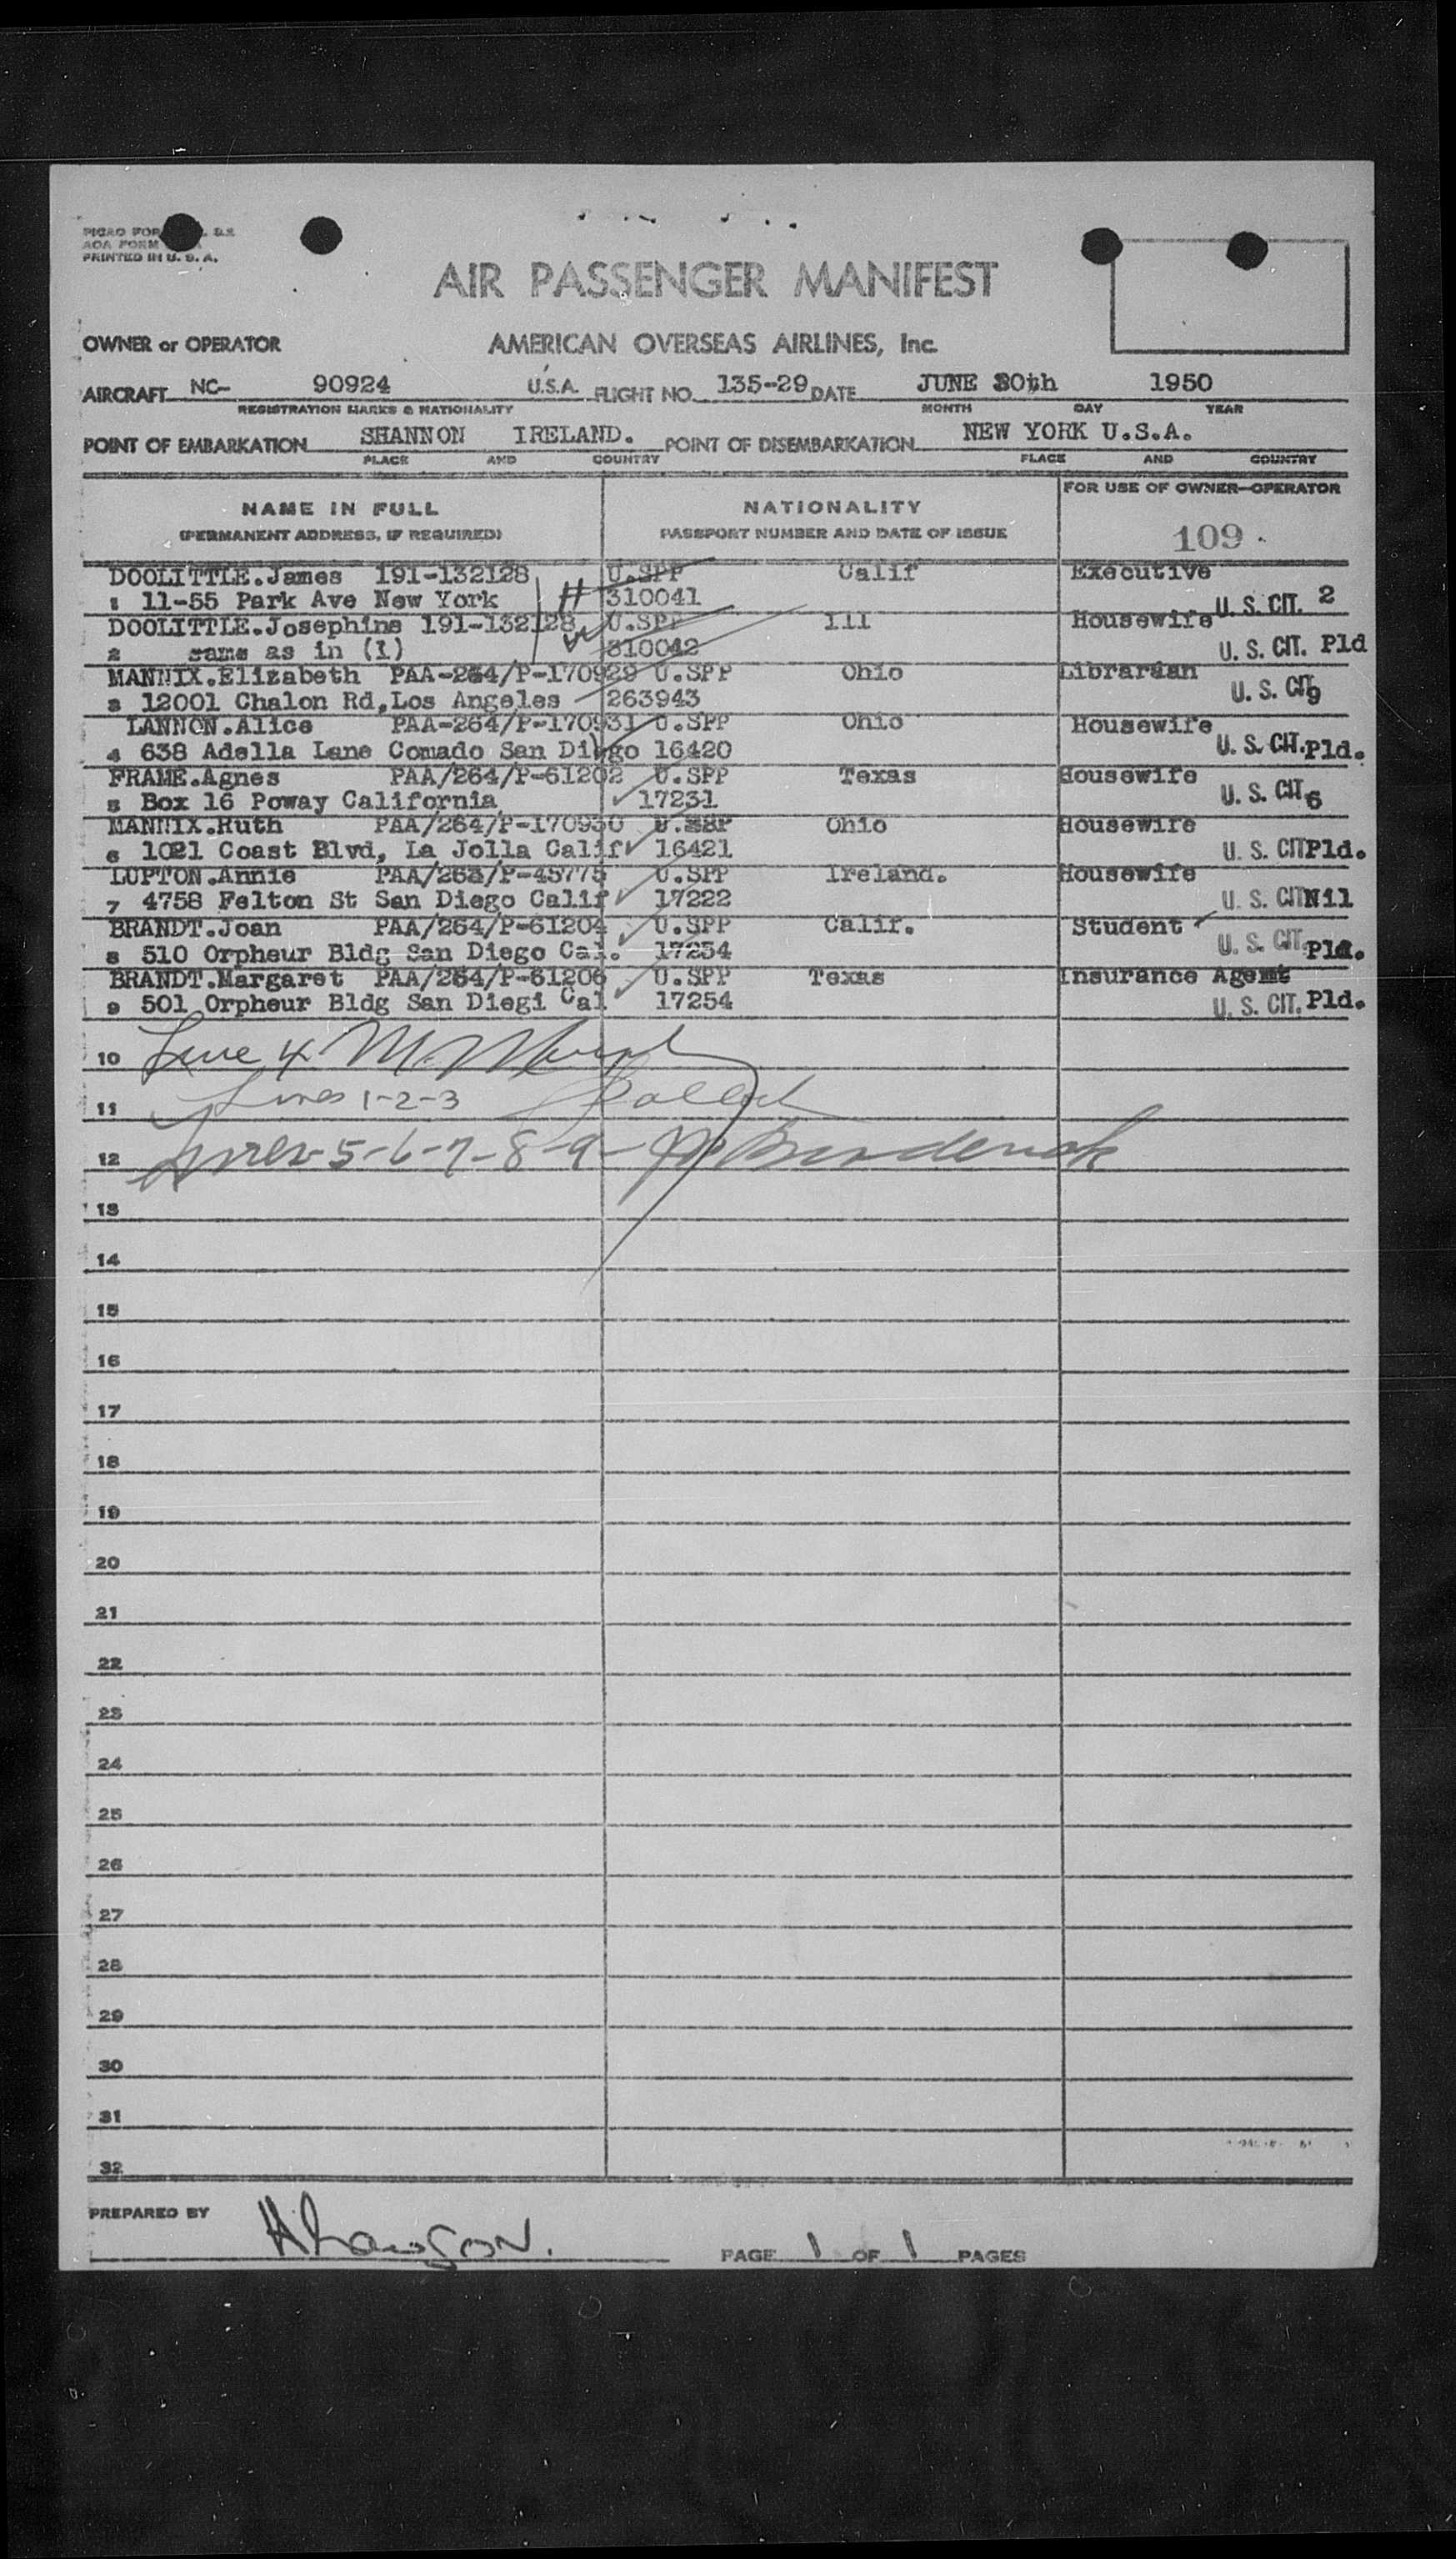 AIR PASSENGER MANIFEST
PRINTED IN U. S. A.
OWNER or OPERATOR AMERICAN OVERSEAS AIRLINES, Inc.
AIRCRAFT NC- 90924 U.S.A. FLIGHT NO. 135-29 DATE JUNE 30th 1950
REGISTRATION MARKS & NATIONALITY MONTH DAY YEAR
POINT OF EMBARKATION SHANNON IRELAND. POINT OF DISEMBARKATION NEW YORK U.S.A.
PLACE AND COUNTRY PLACE AND COUNTRY
NAME IN FULL NATIONALITY FOR USE OF OWNER-OPERATOR
(PERMANENT ADDRESS, IF REQUIRED) PASSPORT NUMBER AND DATE OF ISSUE 109
DOOLITTLE.James 191-132128 U.SPP Calif Executive
1 11-55 Park Ave New York 310041 U. S. CIT. 2
DOOLITTLE.Josephine 191-132128 U.SPP Ill Housewife
2 same as in (1) 310042 U. S. CIT. Pld
MANNIX.Elizabeth PAA-264/P-170929 U.SPP Ohio Librarian
3 12001 Chalon Rd,Los Angeles 263943 U. S. CIT 9
LANNON.Alice PAA-264/P-170931 U.SPP Ohio Housewife
4 638 Adella Lane Comado San Diego 16420 U. S. CIT. Pld.
FRAME.Agnes PAA/264/P-61202 U.SPP Texas Housewife
5 Box 16 Poway California 17231 U. S. CIT 6
MANNIX.Ruth PAA/264/P-170930 U.SPP Ohio Housewife
6 1021 Coast Blvd, La Jolla Calif 16421 U. S. CIT Pld.
LUPTON.Annie PAA/263/P-45775 U.SPP Ireland. Housewife
7 4758 Felton St San Diego Calif 17222 U. S. CIT Nil
BRANDT.Joan PAA/264/P-61204 U.SPP Calif. Student
8 510 Orpheur Bldg San Diego Cal. 17254 U. S. CIT. Pld.
BRANDT.Margaret PAA/264/P-61206 U.SPP Texas Insurance Agent
9 501 Orpheur Bldg San Diegi Cal 17254 U. S. CIT. Pld.
10 Line 4 M. Murphy
11 Lines 1-2-3
12 Lines-5-6-7-8-9- Broderick
13
14
15
16
17
18
19
20
21
22
23
24
25
26
27
28
29
30
31
32
PREPARED BY
PAGE 1 OF 1 PAGES